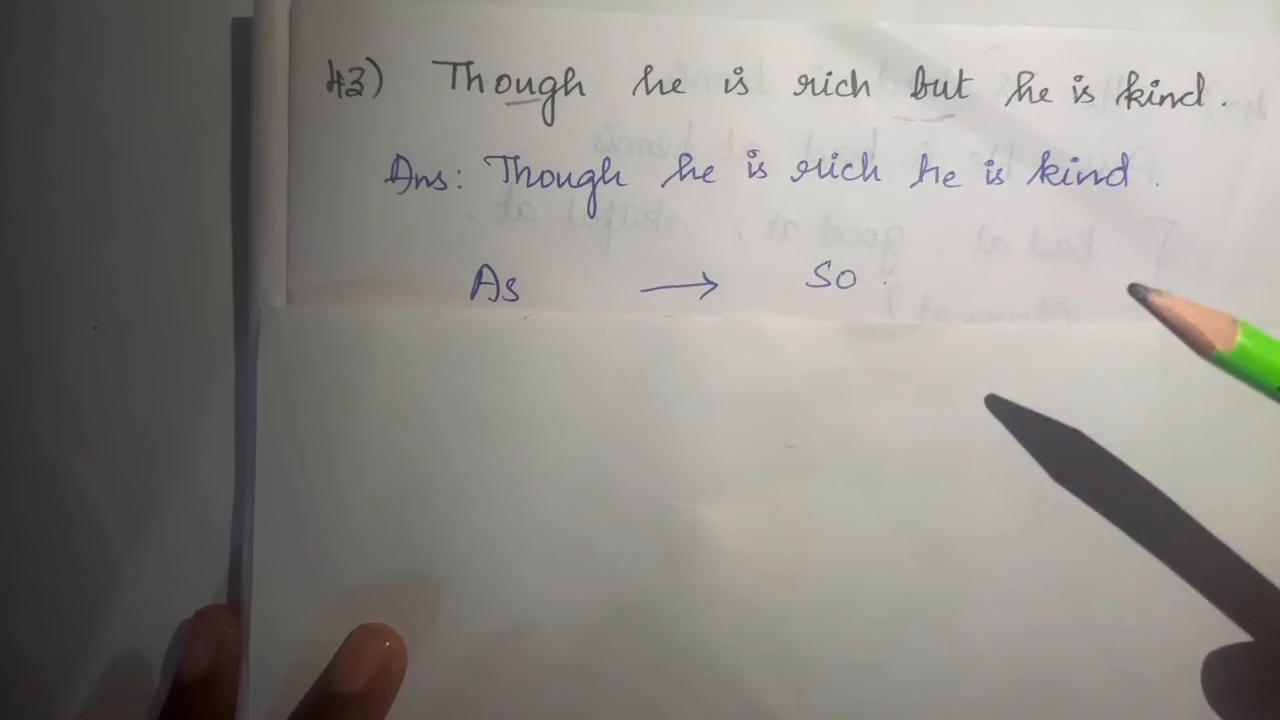 43) Though he is rich but he is kind.
Ans: Though he is rich he is kind.
As → So.